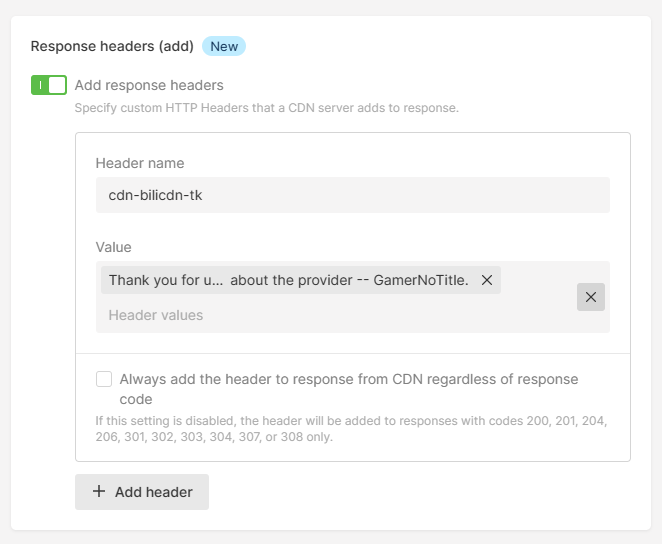 Response headers (add) New
Add response headers
Specify custom HTTP Headers that a CDN server adds to response.
Header name
cdn-bilicdn-tk
Value
Thank you for u... about the provider -- GamerNoTitle.
Header values
Always add the header to response from CDN regardless of response
code
If this setting is disabled, the header will be added to responses with codes 200, 201, 204,
206, 301, 302, 303, 304, 307, or 308 only.
Add header